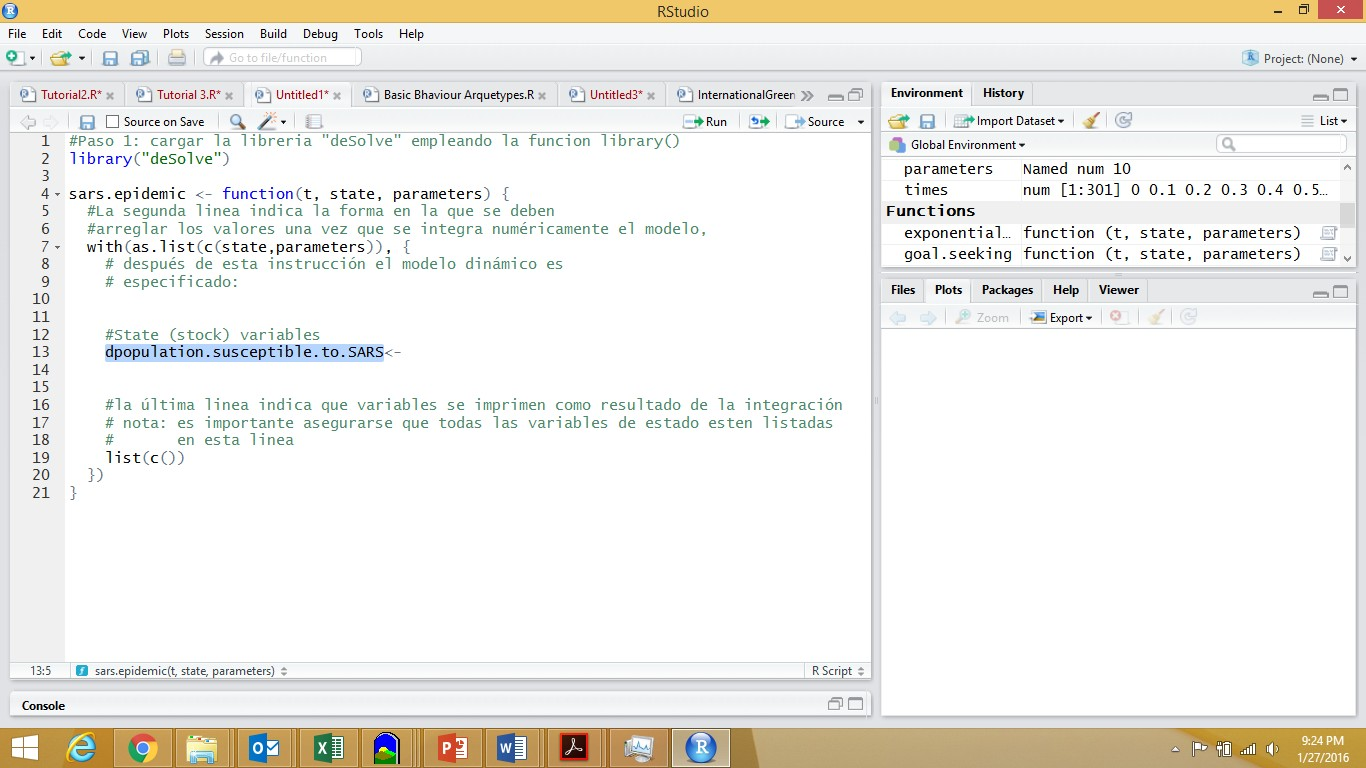 RStudio
File Edit Code View Plots Session Build Debug Tools Help
Go to file/function
Project: (None)
Tutorial2.R* Tutorial 3.R* Untitled1* Basic Bhaviour Arquetypes.R Untitled3* InternationalGreen
Source on Save Run Source
1 #Paso 1: cargar la libreria "deSolve" empleando la funcion library()
2 library("deSolve")
3
4 sars.epidemic <- function(t, state, parameters) {
5 #La segunda linea indica la forma en la que se deben
6 #arreglar los valores una vez que se integra numéricamente el modelo,
7 with(as.list(c(state,parameters)), {
8 # después de esta instrucción el modelo dinámico es
9 # especificado:
10
11
12 #State (stock) variables
13 dpopulation.susceptible.to.SARS<-
14
15
16 #la última linea indica que variables se imprimen como resultado de la integración
17 # nota: es importante asegurarse que todas las variables de estado esten listadas
18 # en esta linea
19 list(c())
20 })
21 }
13:5 sars.epidemic(t, state, parameters) R Script
Console
Environment History
Import Dataset List
Global Environment
parameters Named num 10
times num [1:301] 0 0.1 0.2 0.3 0.4 0.5...
Functions
exponential... function (t, state, parameters)
goal.seeking function (t, state, parameters)
Files Plots Packages Help Viewer
Zoom Export
9:24 PM
1/27/2016